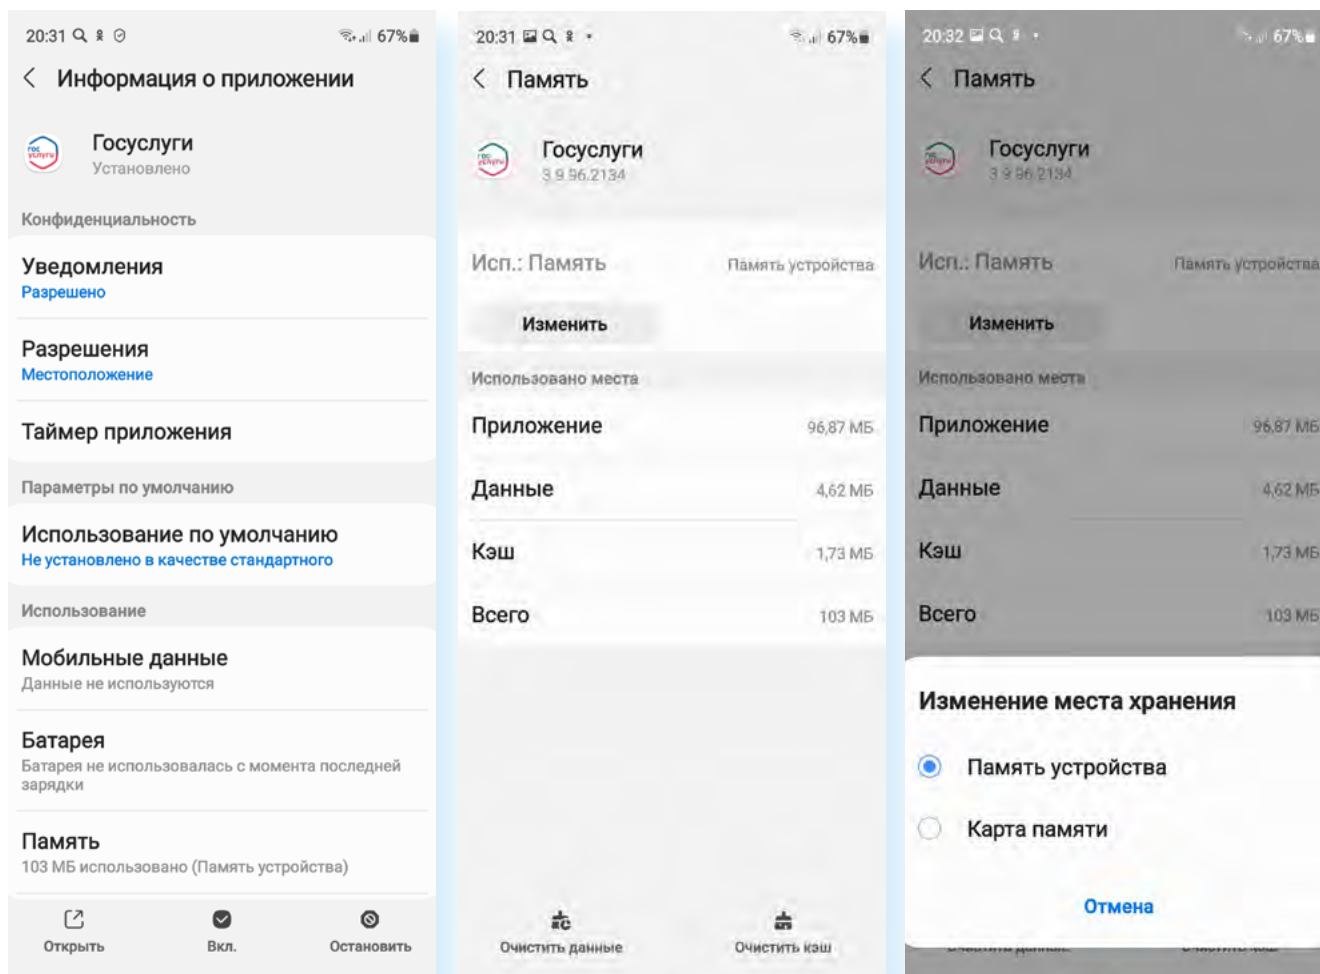 20:31
67%
Информация о приложении
гос
услуги
Госуслуги
Установлено
Конфиденциальность
Уведомления
Разрешено
Разрешения
Местоположение
Таймер приложения
Параметры по умолчанию
Использование по умолчанию
Не установлено в качестве стандартного
Использование
Мобильные данные
Данные не используются
Батарея
Батарея не использовалась с момента последней
зарядки
Память
103 МБ использовано (Память устройства)
Открыть Вкл. Остановить
20:31
67%
Память
гос
услуги
Госуслуги
3.9.96.2134
Исп.: Память Память устройства
Изменить
Использовано места
Приложение 96,87 МБ
Данные 4,62 МБ
Кэш 1,73 МБ
Всего 103 МБ
Очистить данные Очистить кэш
20:32
67%
Память
гос
услуги
Госуслуги
3.9.96.2134
Исп.: Память Память устройства
Изменить
Использовано места
Приложение 96,87 МБ
Данные 4,62 МБ
Кэш 1,73 МБ
Всего 103 МБ
Изменение места хранения
Память устройства
Карта памяти
Отмена